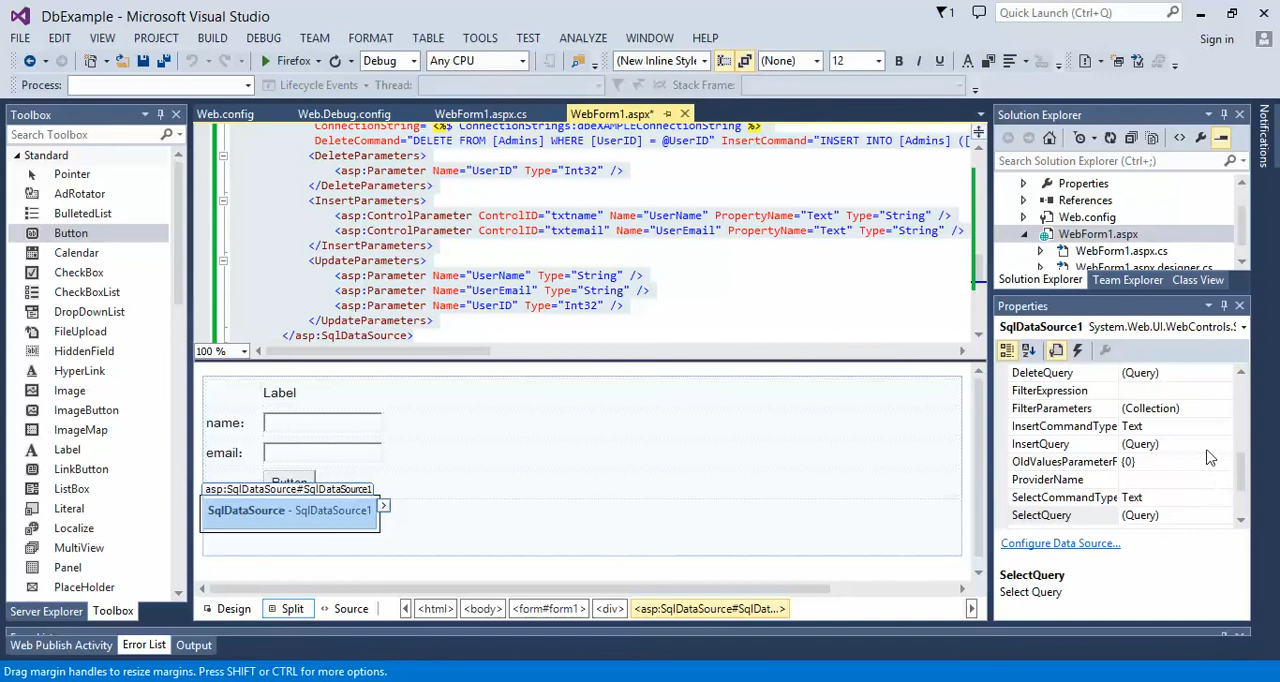 DbExample - Microsoft Visual Studio
1
Quick Launch (Ctrl+Q)
FILE EDIT VIEW PROJECT BUILD DEBUG TEAM FORMAT TABLE TOOLS TEST ANALYZE WINDOW HELP
Sign in
Firefox Debug Any CPU (New Inline Style (None) 12 B I U A
Process: Lifecycle Events Thread: Stack Frame:
Toolbox
Search Toolbox
Standard
Pointer
AdRotator
BulletedList
Button
Calendar
CheckBox
CheckBoxList
DropDownList
FileUpload
HiddenField
HyperLink
Image
ImageButton
ImageMap
Label
LinkButton
ListBox
Literal
Localize
MultiView
Panel
PlaceHolder
Server Explorer Toolbox
Web.config Web.Debug.config WebForm1.aspx.cs WebForm1.aspx*
ConnectionString="<%$ ConnectionStrings:dbEXAMPLEConnectionString %>
DeleteCommand="DELETE FROM [Admins] WHERE [UserID] = @UserID" InsertCommand="INSERT INTO [Admins] ([
<DeleteParameters>
<asp:Parameter Name="UserID" Type="Int32" />
</DeleteParameters>
<InsertParameters>
<asp:ControlParameter ControlID="txtname" Name="UserName" PropertyName="Text" Type="String" />
<asp:ControlParameter ControlID="txtemail" Name="UserEmail" PropertyName="Text" Type="String" />
</InsertParameters>
<UpdateParameters>
<asp:Parameter Name="UserName" Type="String" />
<asp:Parameter Name="UserEmail" Type="String" />
<asp:Parameter Name="UserID" Type="Int32" />
</UpdateParameters>
</asp:SqlDataSource>
100 %
Label
name:
email:
Button
asp:SqlDataSource#SqlDataSource1
SqlDataSource - SqlDataSource1
Design Split Source <html> <body> <form#form1> <div> <asp:SqlDataSource#SqlDat...>
Solution Explorer
Search Solution Explorer (Ctrl+;)
Properties
References
Web.config
WebForm1.aspx
WebForm1.aspx.cs
WebForm1.aspx.designer.cs
Solution Explorer Team Explorer Class View
Notifications
Properties
SqlDataSource1 System.Web.UI.WebControls.S
DeleteQuery (Query)
FilterExpression
FilterParameters (Collection)
InsertCommandType Text
InsertQuery (Query)
OldValuesParameterF {0}
ProviderName
SelectCommandType Text
SelectQuery (Query)
Configure Data Source...
SelectQuery
Select Query
Web Publish Activity Error List Output
Drag margin handles to resize margins. Press SHIFT or CTRL for more options.